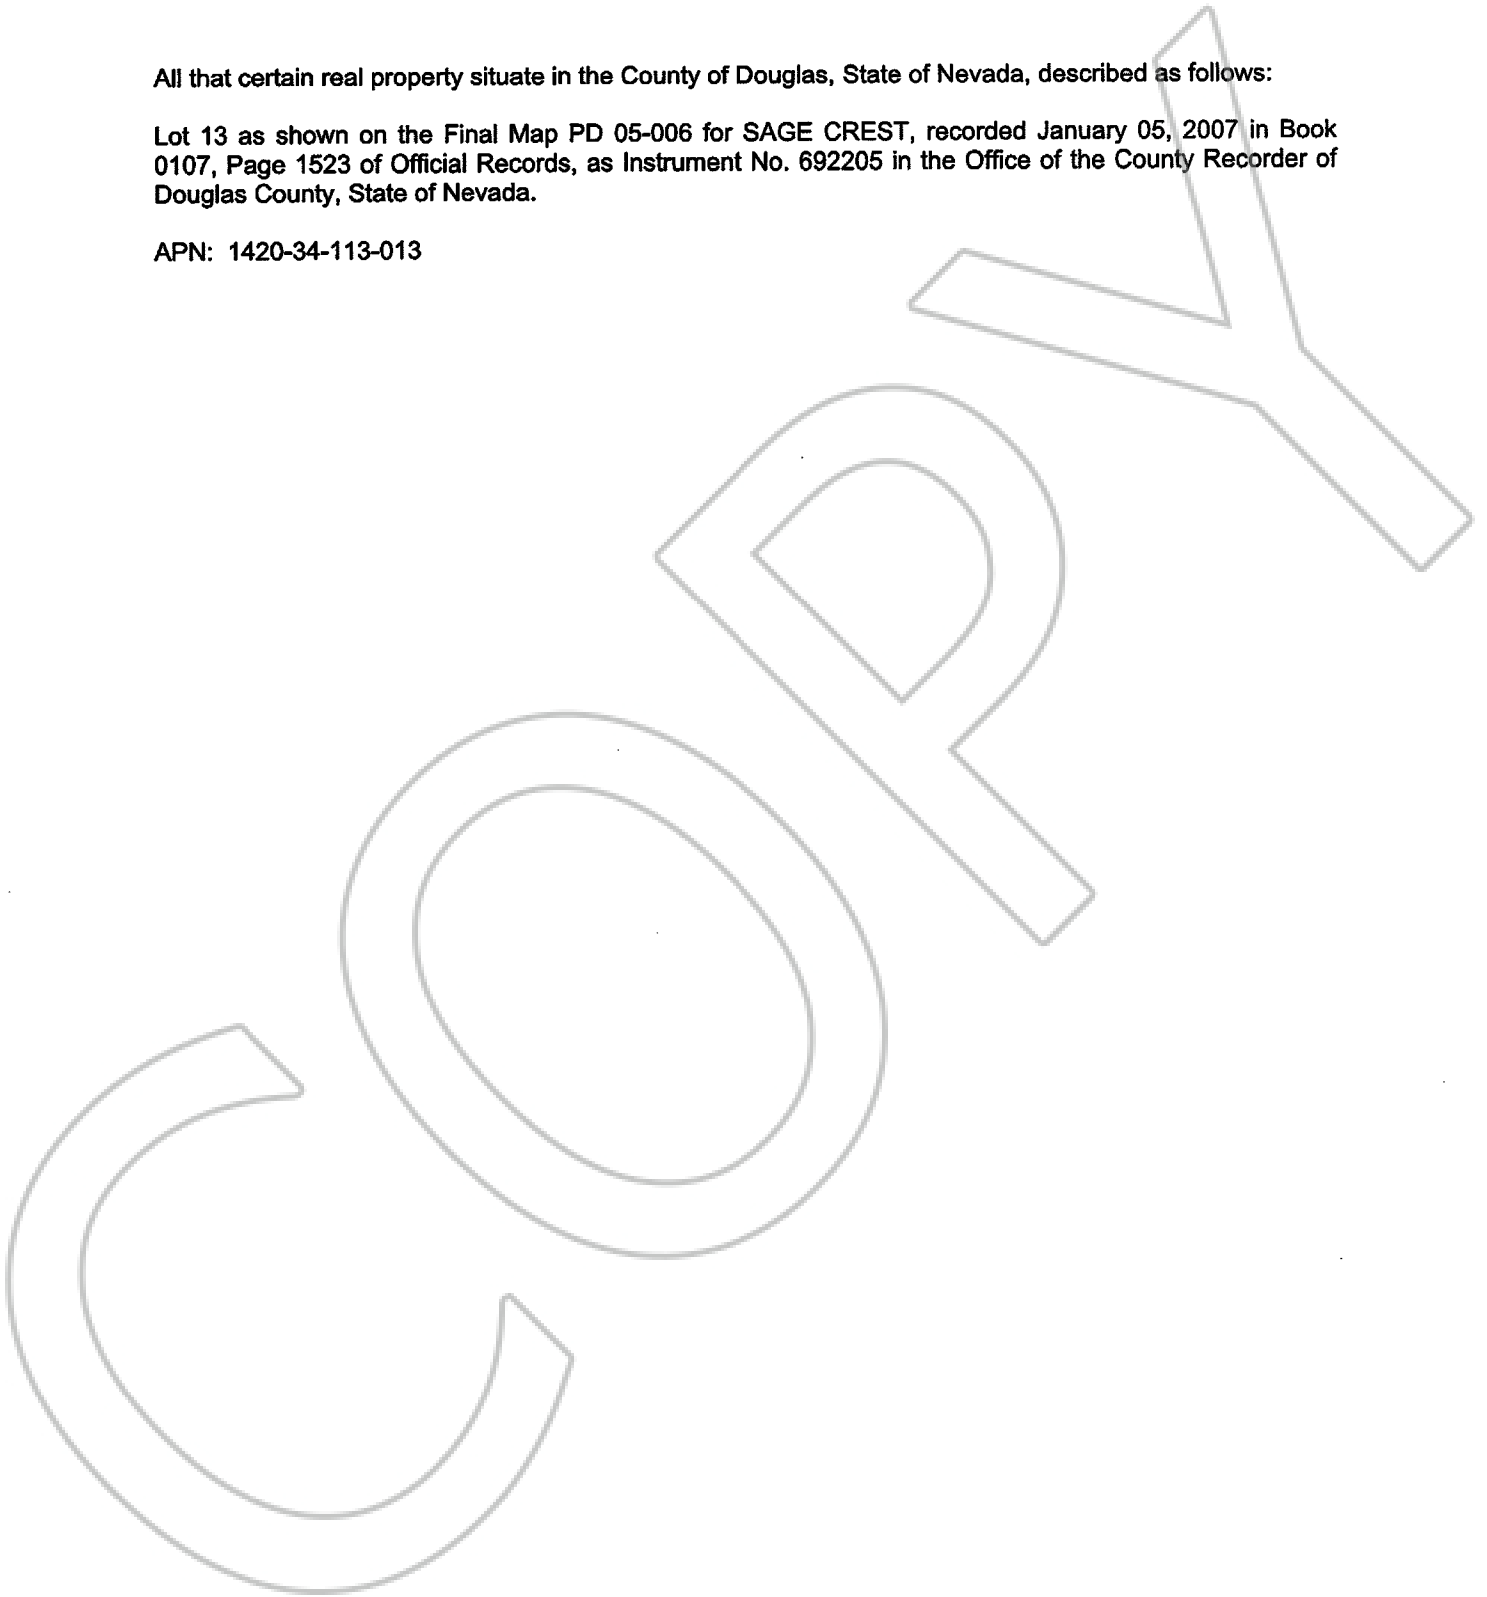 All that certain real property situate in the County of Douglas, State of Nevada, described as follows:
Lot 13 as shown on the Final Map PD 05-006 for SAGE CREST, recorded January 05, 2007 in Book
0107, Page 1523 of Official Records, as Instrument No. 692205 in the Office of the County Recorder of
Douglas County, State of Nevada.
APN: 1420-34-113-013
COPY